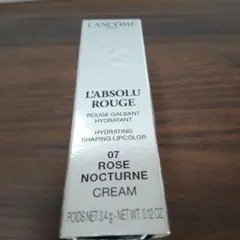 LANCÔME
L'ABSOLU
ROUGE
ROUGE GALBANT
HYDRATANT
HYDRATING
SHAPING LIPCOLOR
07
ROSE
NOCTURNE
CREAM
POIDS NET 3.4g - NET WT. 0.12 OZ